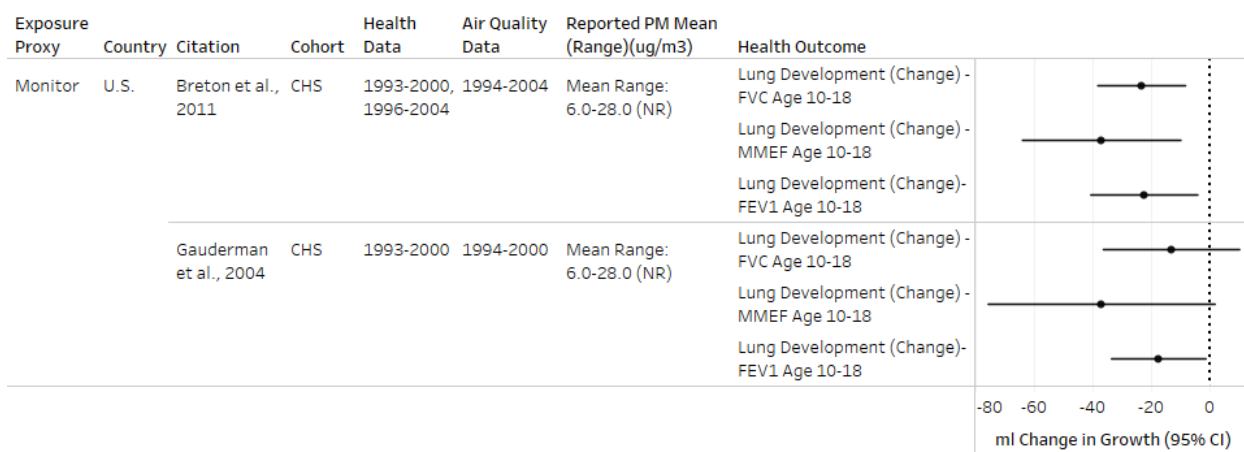 Exposure Proxy Country Citation Cohort Health Data Air Quality Data Reported PM Mean (Range)(ug/m3) Health Outcome
Monitor U.S. Breton et al., 2011 CHS 1993-2000, 1996-2004 1994-2004 Mean Range: 6.0-28.0 (NR)
Lung Development (Change) -
FVC Age 10-18
Lung Development (Change) -
MMEF Age 10-18
Lung Development (Change)-
FEV1 Age 10-18
Gauderman et al., 2004 CHS 1993-2000 1994-2000 Mean Range: 6.0-28.0 (NR)
Lung Development (Change) -
FVC Age 10-18
Lung Development (Change) -
MMEF Age 10-18
Lung Development (Change)-
FEV1 Age 10-18
-80 -60 -40 -20 0
ml Change in Growth (95% CI)